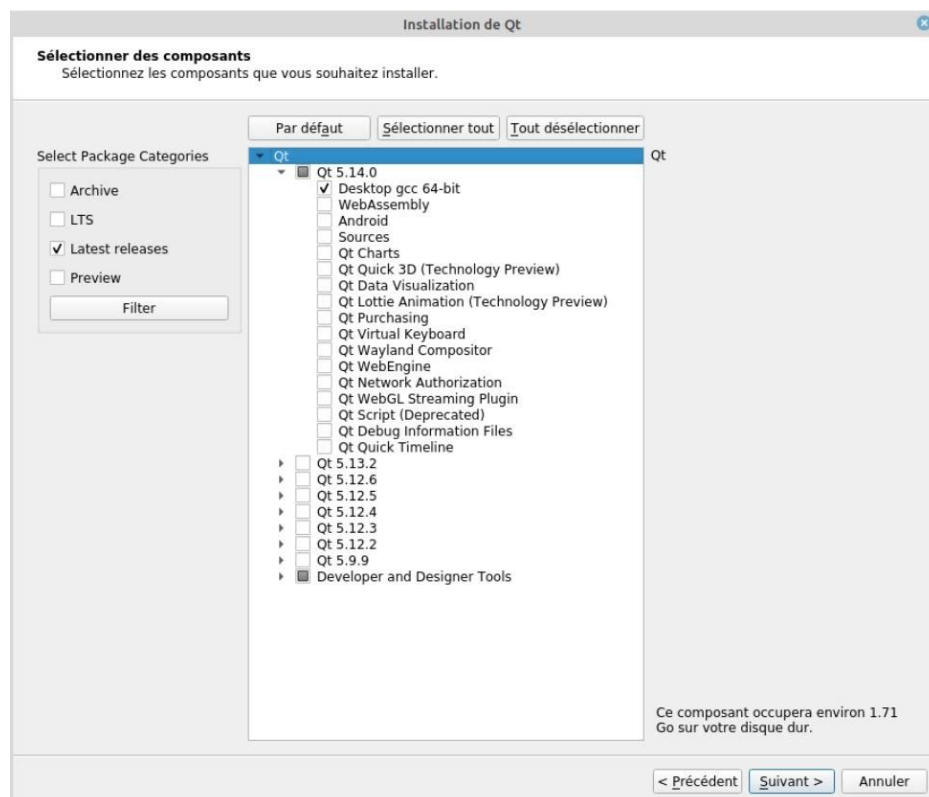 Installation de Qt
Sélectionner des composants
Sélectionnez les composants que vous souhaitez installer.
Par défaut Sélectionner tout Tout désélectionner
Select Package Categories
Archive
LTS
Latest releases
Preview
Filter
Qt
Qt 5.14.0
Desktop gcc 64-bit
WebAssembly
Android
Sources
Qt Charts
Qt Quick 3D (Technology Preview)
Qt Data Visualization
Qt Lottie Animation (Technology Preview)
Qt Purchasing
Qt Virtual Keyboard
Qt Wayland Compositor
Qt WebEngine
Qt Network Authorization
Qt WebGL Streaming Plugin
Qt Script (Deprecated)
Qt Debug Information Files
Qt Quick Timeline
Qt 5.13.2
Qt 5.12.6
Qt 5.12.5
Qt 5.12.4
Qt 5.12.3
Qt 5.12.2
Qt 5.9.9
Developer and Designer Tools
Qt
Ce composant occupera environ 1.71
Go sur votre disque dur.
< Précédent Suivant > Annuler